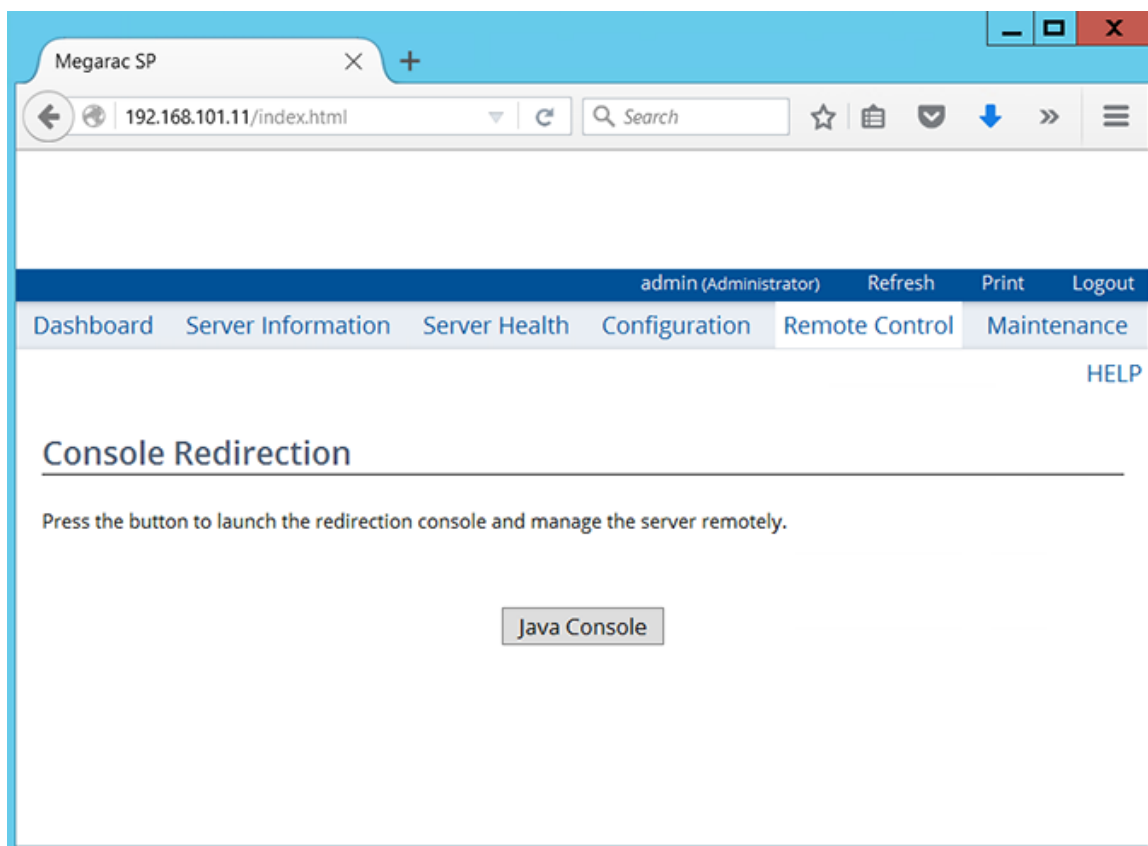 Megarac SP
192.168.101.11/index.html Search
admin (Administrator) Refresh Print Logout
Dashboard Server Information Server Health Configuration Remote Control Maintenance
HELP
Console Redirection
Press the button to launch the redirection console and manage the server remotely.
Java Console